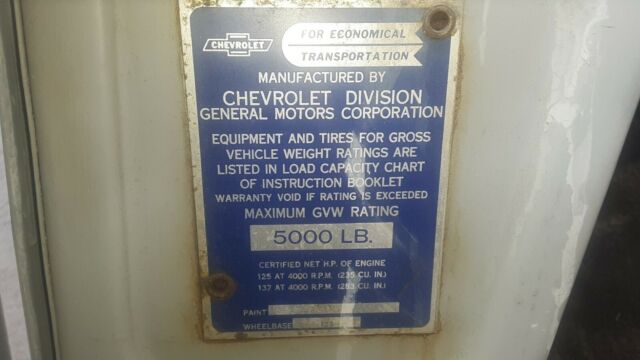 CHEVROLET
FOR ECONOMICAL
TRANSPORTATION
MANUFACTURED BY
CHEVROLET DIVISION
GENERAL MOTORS CORPORATION
EQUIPMENT AND TIRES FOR GROSS
VEHICLE WEIGHT RATINGS ARE
LISTED IN LOAD CAPACITY CHART
OF INSTRUCTION BOOKLET
WARRANTY VOID IF RATING IS EXCEEDED
MAXIMUM GVW RATING
5000 LB.
CERTIFIED NET H.P. OF ENGINE
125 AT 4000 R.P.M. (235 CU. IN.)
137 AT 4000 R.P.M. (283 CU. IN.)
PAINT
WHEELBASE